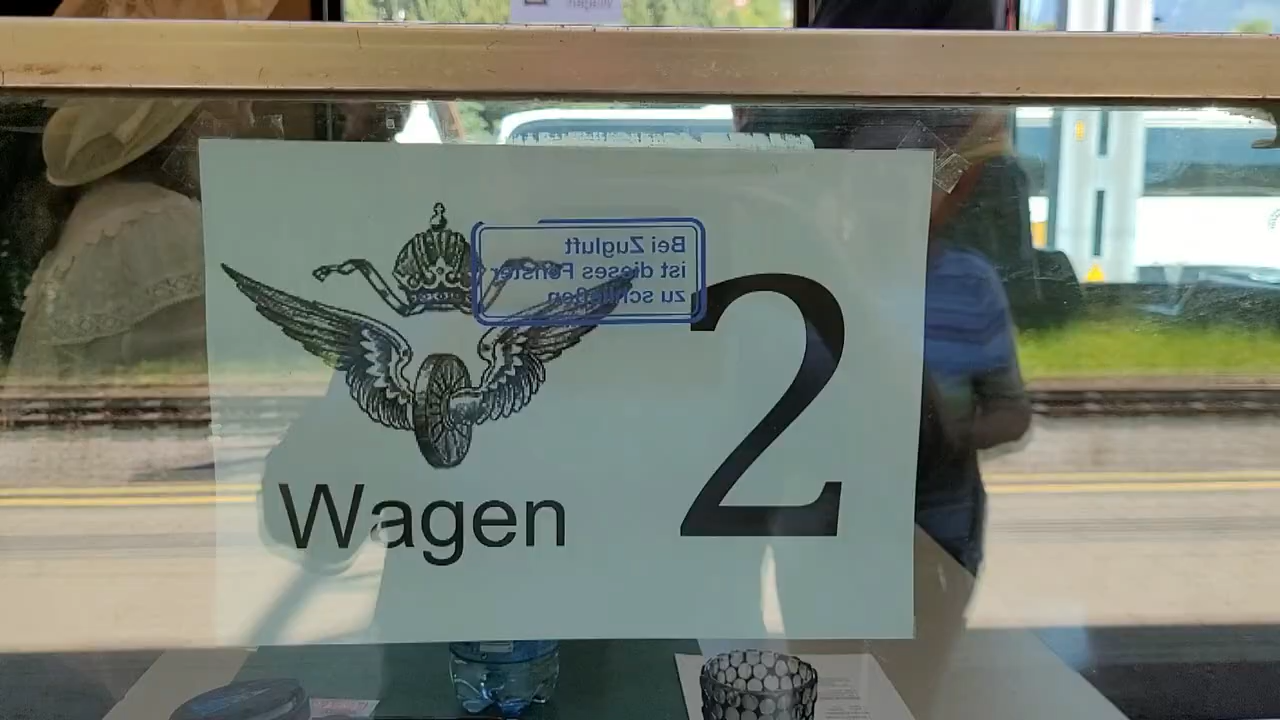 Bei Zugluft
ist dieses Fenster
zu schließen
Wagen 2